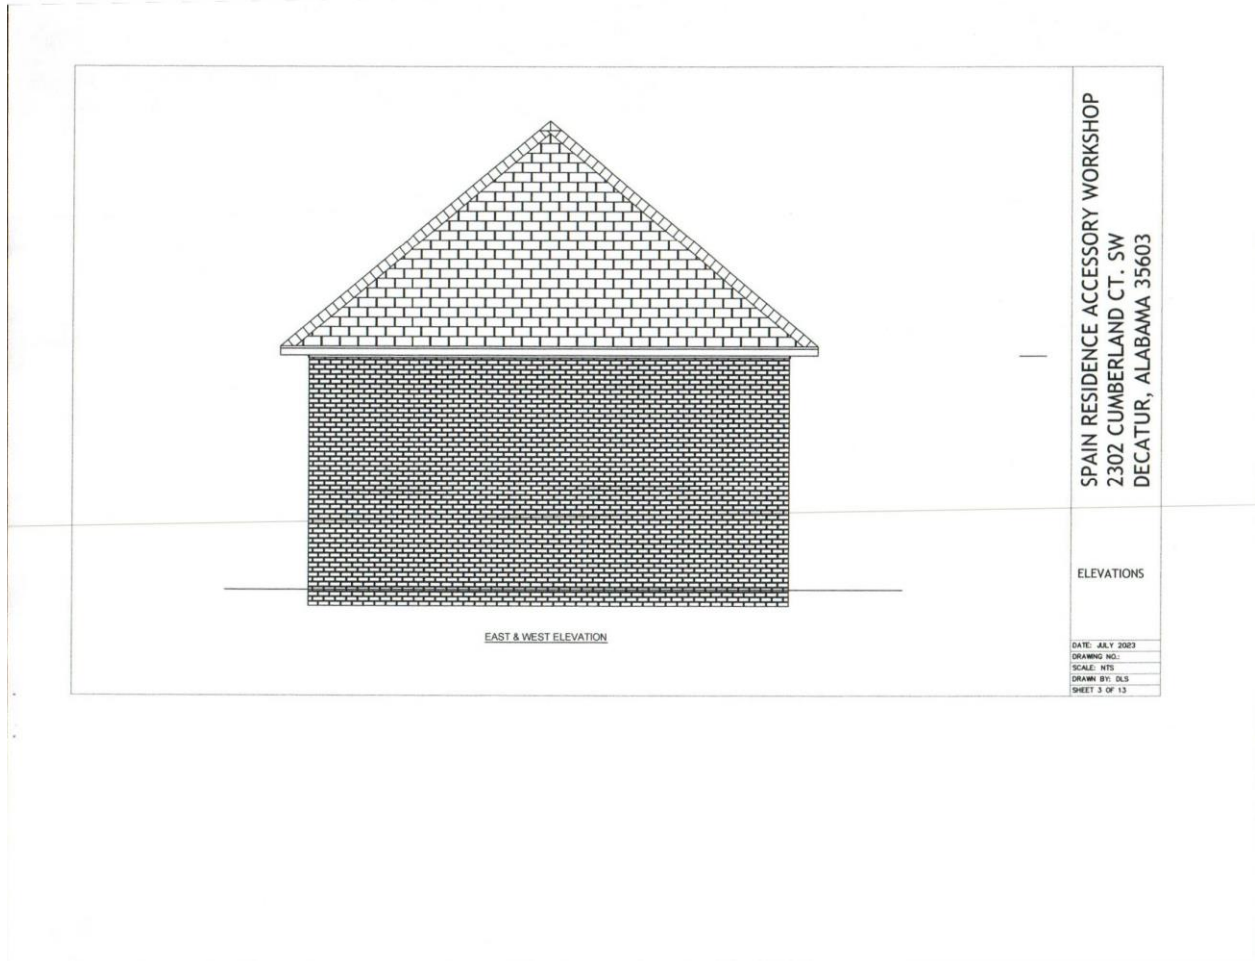 EAST & WEST ELEVATION
SPAIN RESIDENCE ACCESSORY WORKSHOP
2302 CUMBERLAND CT. SW
DECATUR, ALABAMA 35603
ELEVATIONS
DATE: JULY 2023
DRAWING NO.:
SCALE: NTS
DRAWN BY: DLS
SHEET 3 OF 13